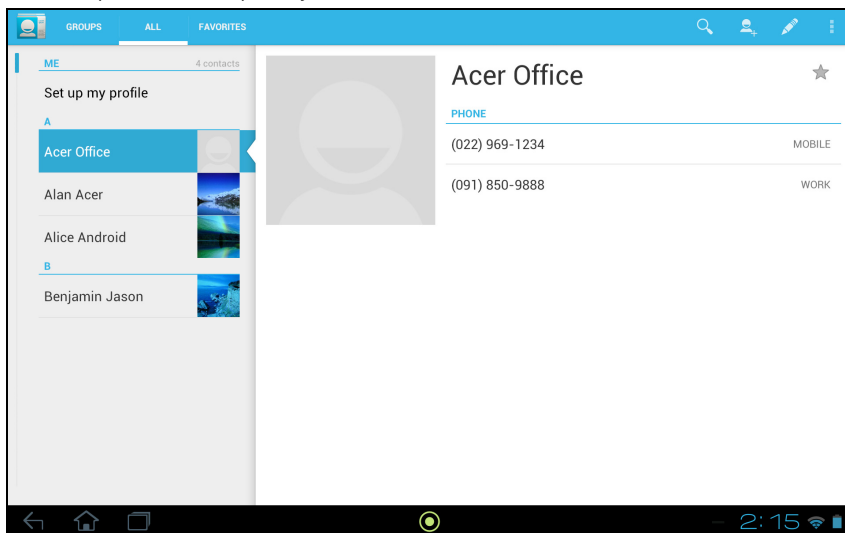 GROUPS ALL FAVORITES
ME 4 contacts
Set up my profile
A
Acer Office
Alan Acer
Alice Android
B
Benjamin Jason
Acer Office
PHONE
(022) 969-1234 MOBILE
(091) 850-9888 WORK
2:15